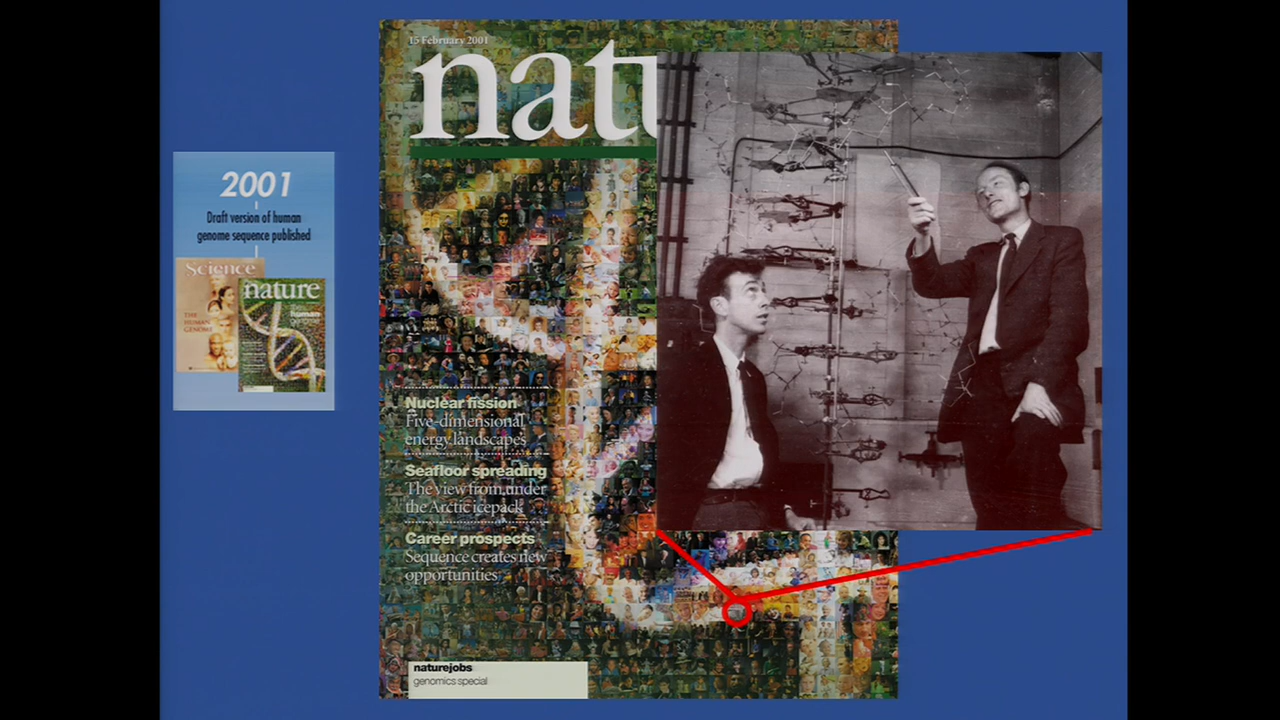 2001
Draft version of human
genome sequence published
Science
THE
HUMAN
GENOME
nature
human
genome
15 February 2001
natu
Nuclear fission
Five-dimensional
energy landscapes
Seafloor spreading
The view from under
the Arctic icepack
Career prospects
Sequence creates new
opportunities
naturejobs
genomics special